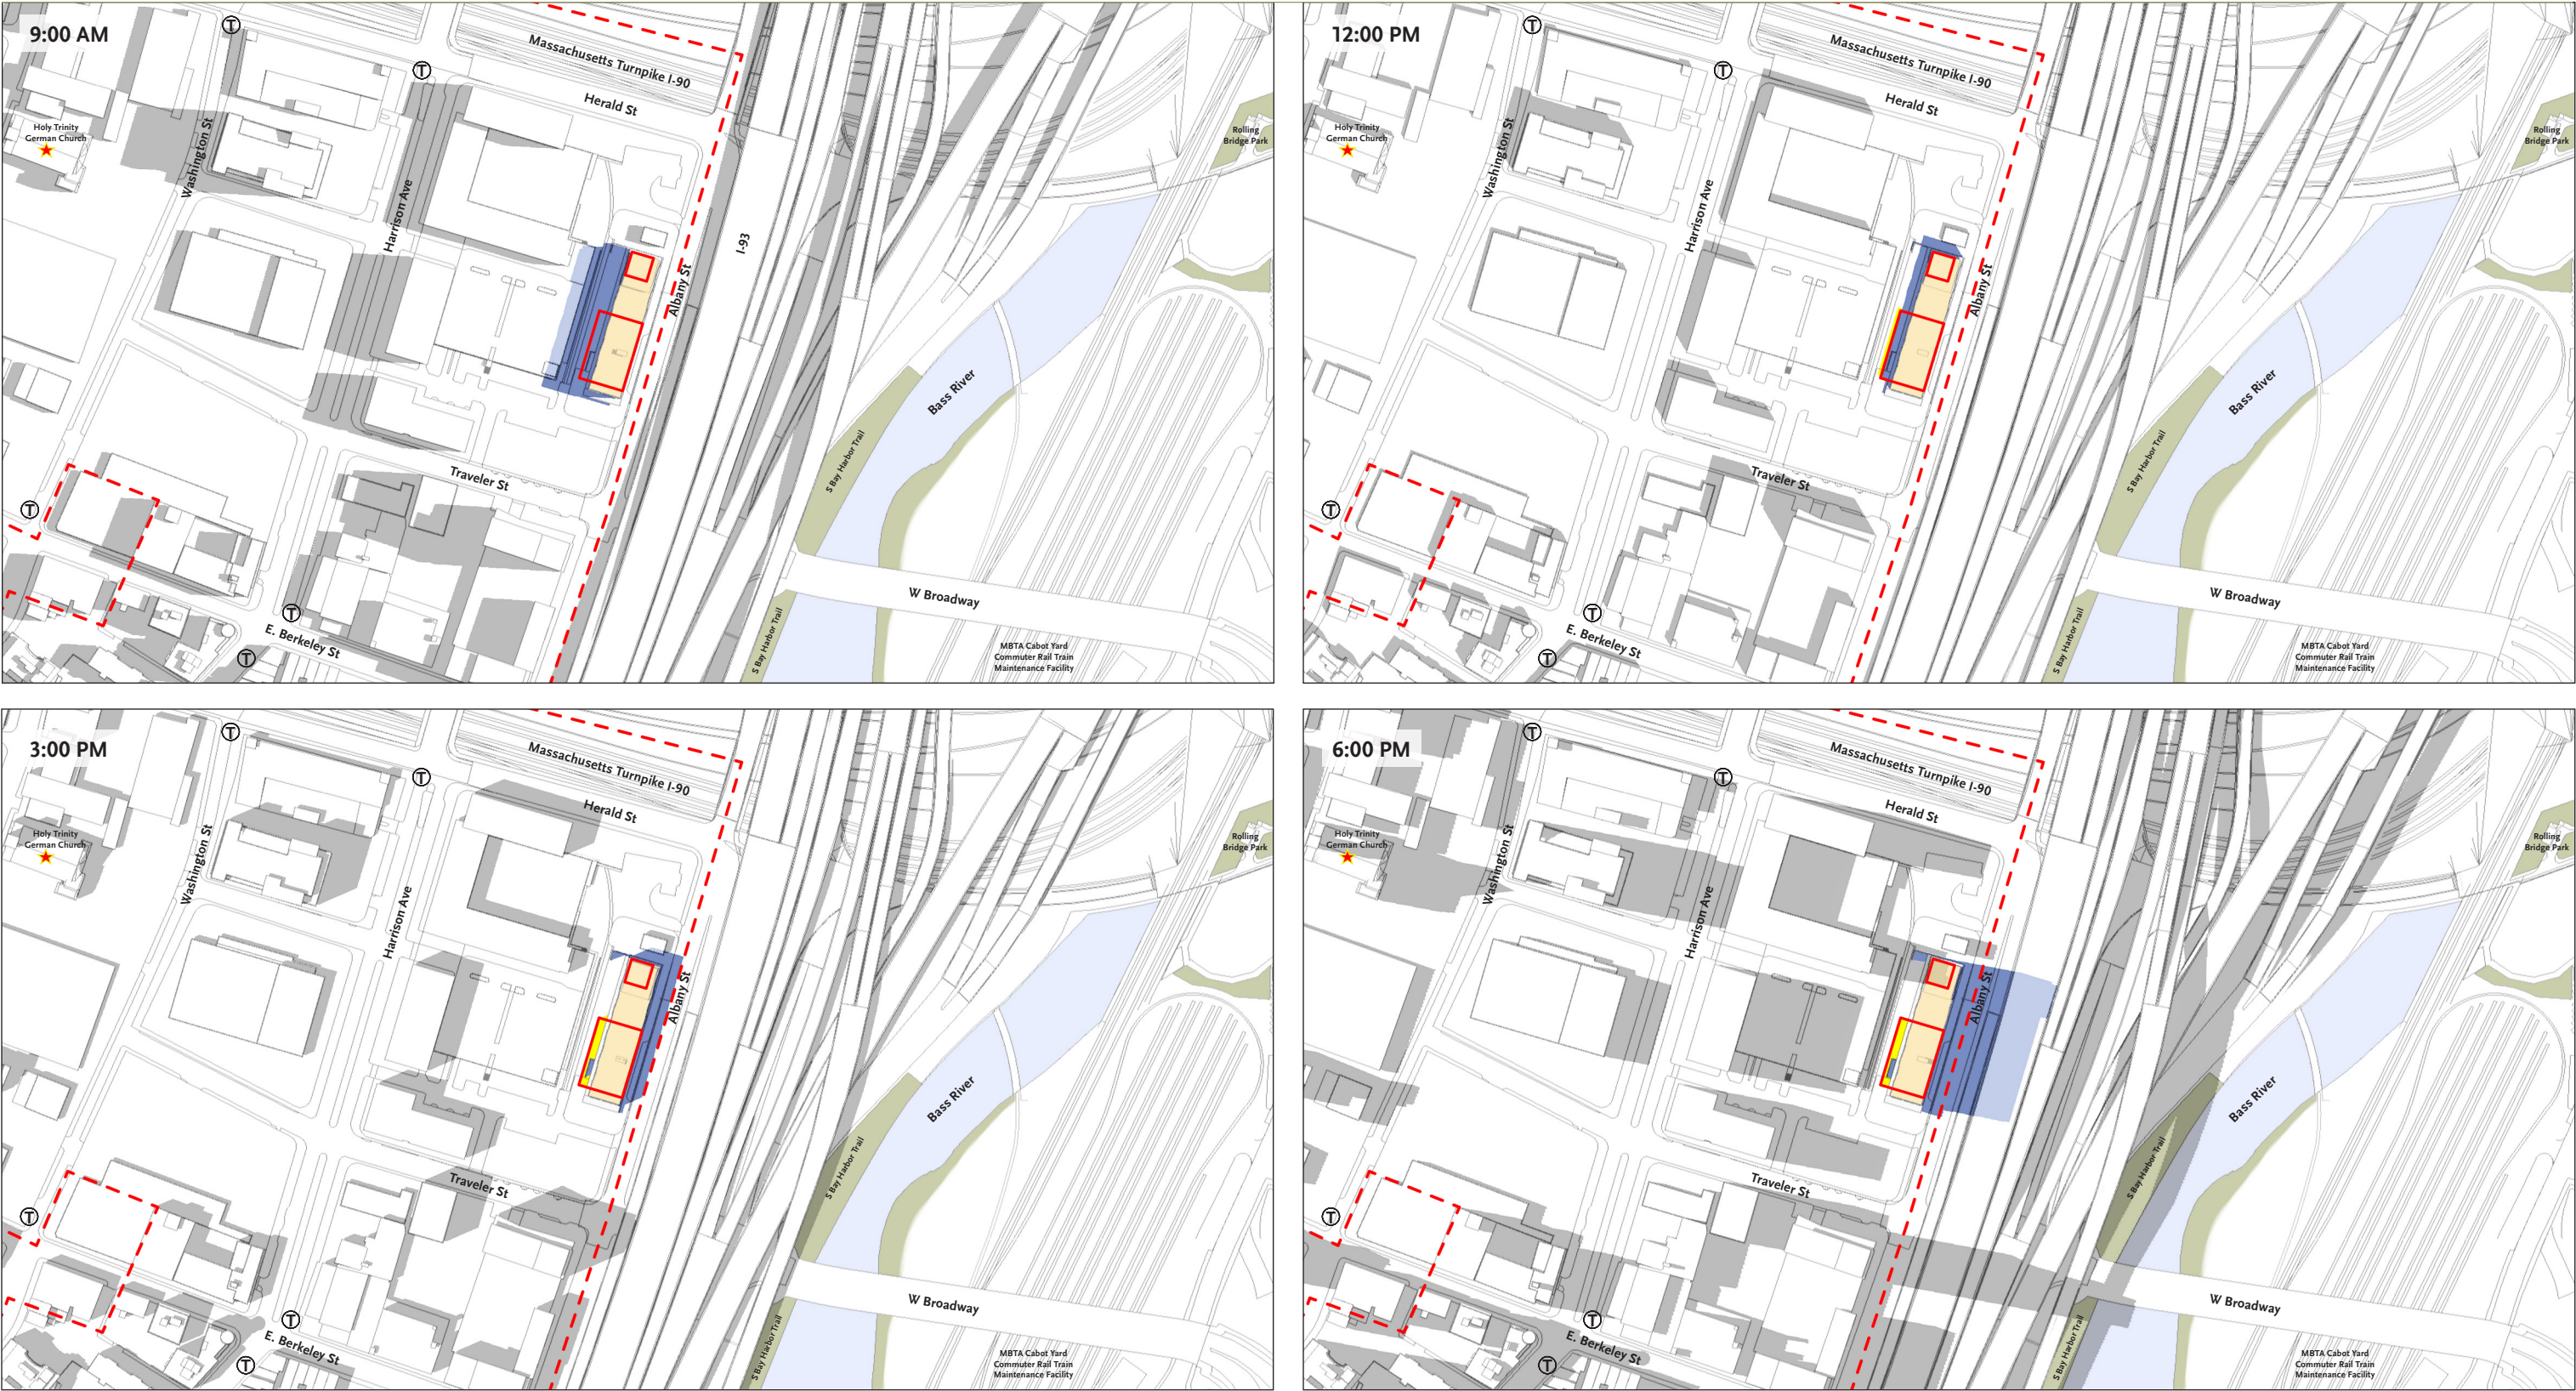 9:00 AM
T
T
Massachusetts Turnpike I-90
Herald St
Holy Trinity
German Church
Washington St
Harrison Ave
I-93
Albany St
Rolling
Bridge Park
Bass River
S Bay Harbor Trail
Traveler St
T
T
E. Berkeley St
T
W Broadway
S Bay Harbor Trail
MBTA Cabot Yard
Commuter Rail Train
Maintenance Facility
12:00 PM
T
T
Massachusetts Turnpike I-90
Herald St
Holy Trinity
German Church
Washington St
Harrison Ave
Albany St
Rolling
Bridge Park
Bass River
S Bay Harbor Trail
Traveler St
T
T
E. Berkeley St
T
W Broadway
S Bay Harbor Trail
MBTA Cabot Yard
Commuter Rail Train
Maintenance Facility
3:00 PM
T
T
Massachusetts Turnpike I-90
Herald St
Holy Trinity
German Church
Washington St
Harrison Ave
Albany St
Rolling
Bridge Park
Bass River
S Bay Harbor Trail
Traveler St
T
T
E. Berkeley St
T
W Broadway
S Bay Harbor Trail
MBTA Cabot Yard
Commuter Rail Train
Maintenance Facility
6:00 PM
T
T
Massachusetts Turnpike I-90
Herald St
Holy Trinity
German Church
Washington St
Harrison Ave
Albany St
Rolling
Bridge Park
Bass River
S Bay Harbor Trail
Traveler St
T
T
E. Berkeley St
T
W Broadway
S Bay Harbor Trail
MBTA Cabot Yard
Commuter Rail Train
Maintenance Facility